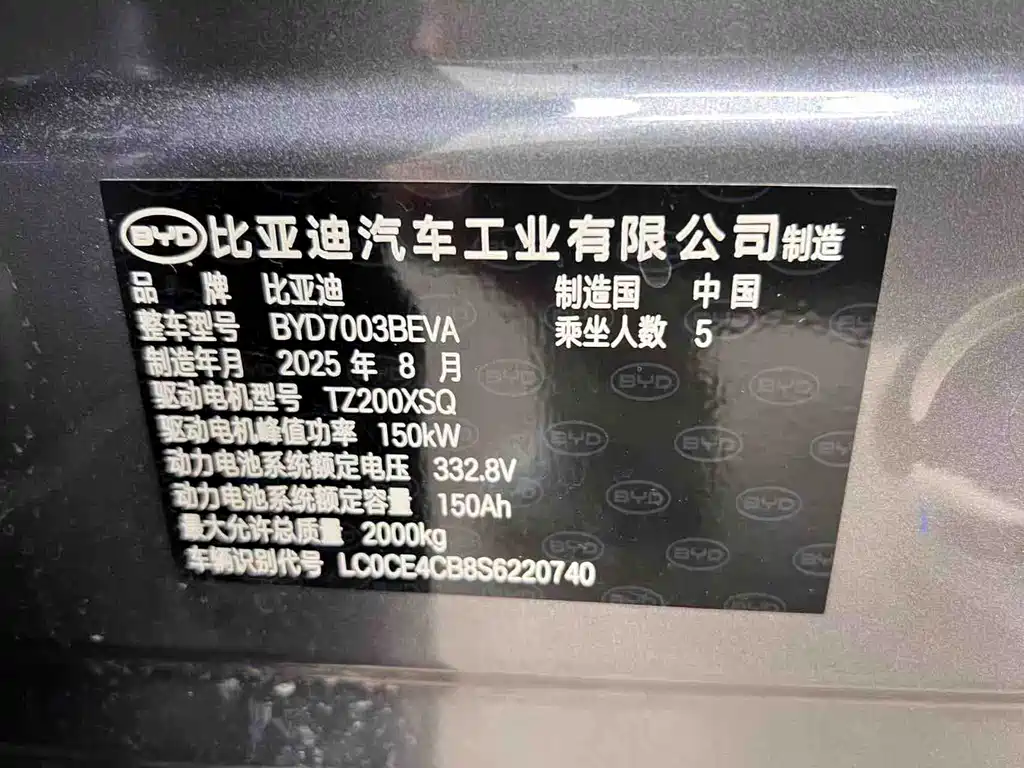 BYD 比亚迪汽车工业有限公司制造
品 牌 比亚迪 制造国 中国
整车型号 BYD7003BEVA 乘坐人数 5
制造年月 2025 年 8 月
驱动电机型号 TZ200XSQ
驱动电机峰值功率 150kW
动力电池系统额定电压 332.8V
动力电池系统额定容量 150Ah
最大允许总质量 2000kg
车辆识别代号 LC0CE4CB8S6220740